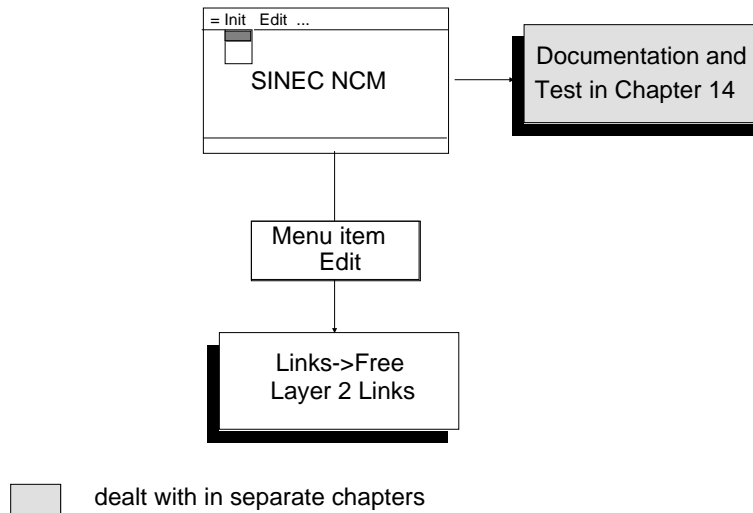 = Init Edit ...
SINEC NCM
Documentation and
Test in Chapter 14
Menu item
Edit
Links->Free
Layer 2 Links
dealt with in separate chapters